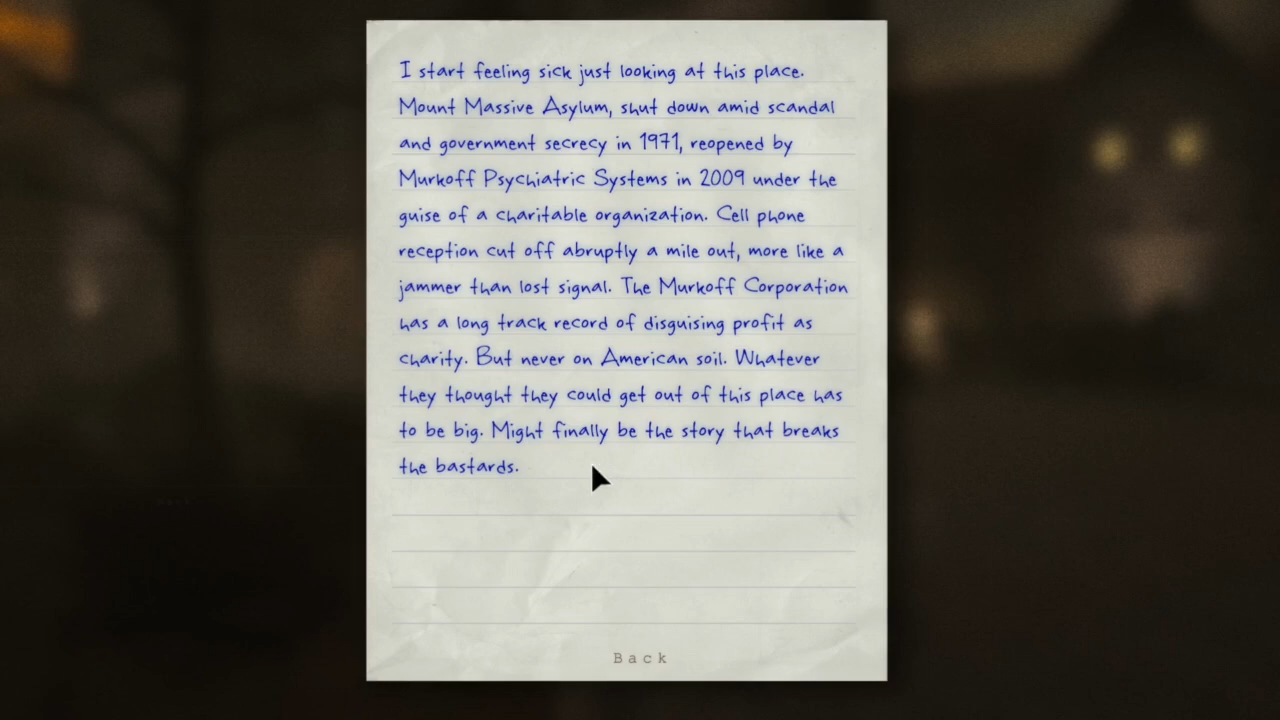 I start feeling sick just looking at this place.
Mount Massive Asylum, shut down amid scandal
and government secrecy in 1971, reopened by
Murkoff Psychiatric Systems in 2009 under the
guise of a charitable organization. Cell phone
reception cut off abruptly a mile out, more like a
jammer than lost signal. The Murkoff Corporation
has a long track record of disguising profit as
charity. But never on American soil. Whatever
they thought they could get out of this place has
to be big. Might finally be the story that breaks
the bastards.
Back